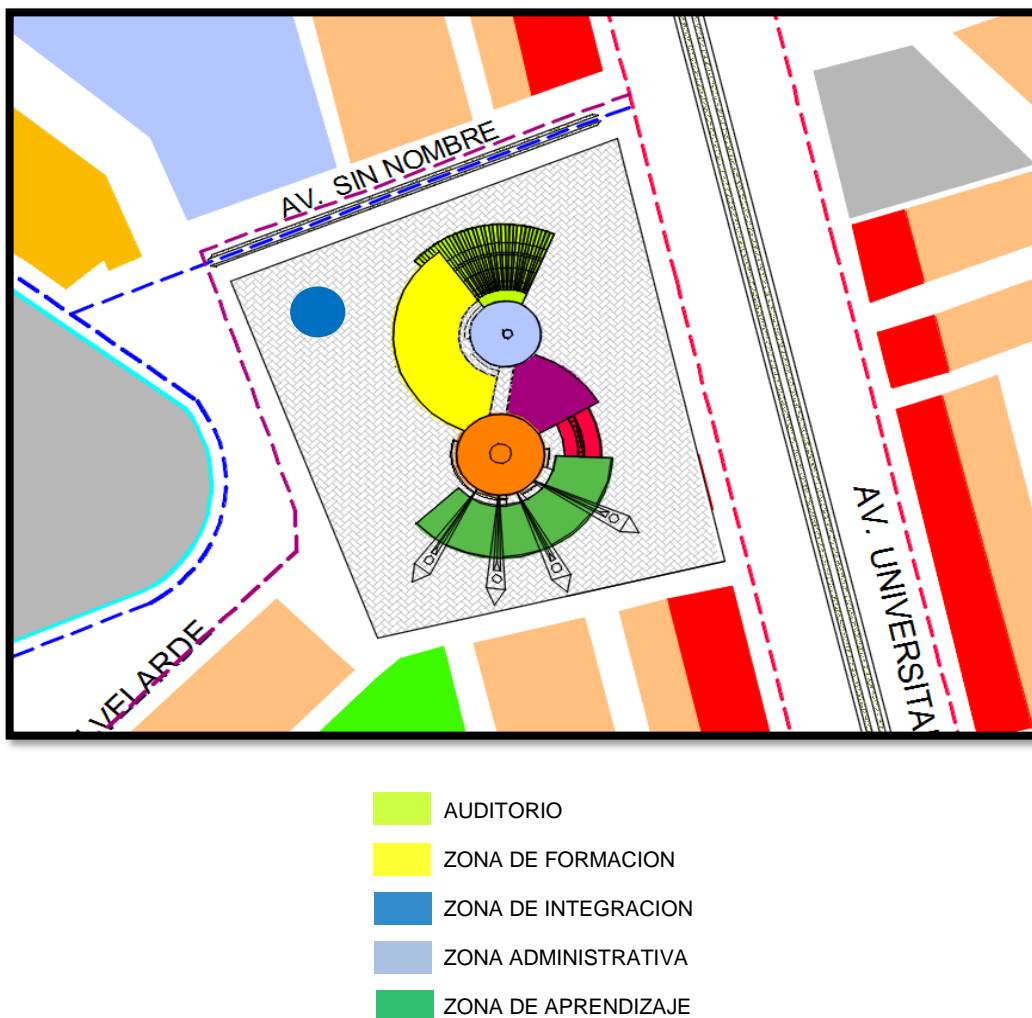 AV. SIN NOMBRE
AV. UNIVERSITA
VELARDE
AUDITORIO
ZONA DE FORMACION
ZONA DE INTEGRACION
ZONA ADMINISTRATIVA
ZONA DE APRENDIZAJE